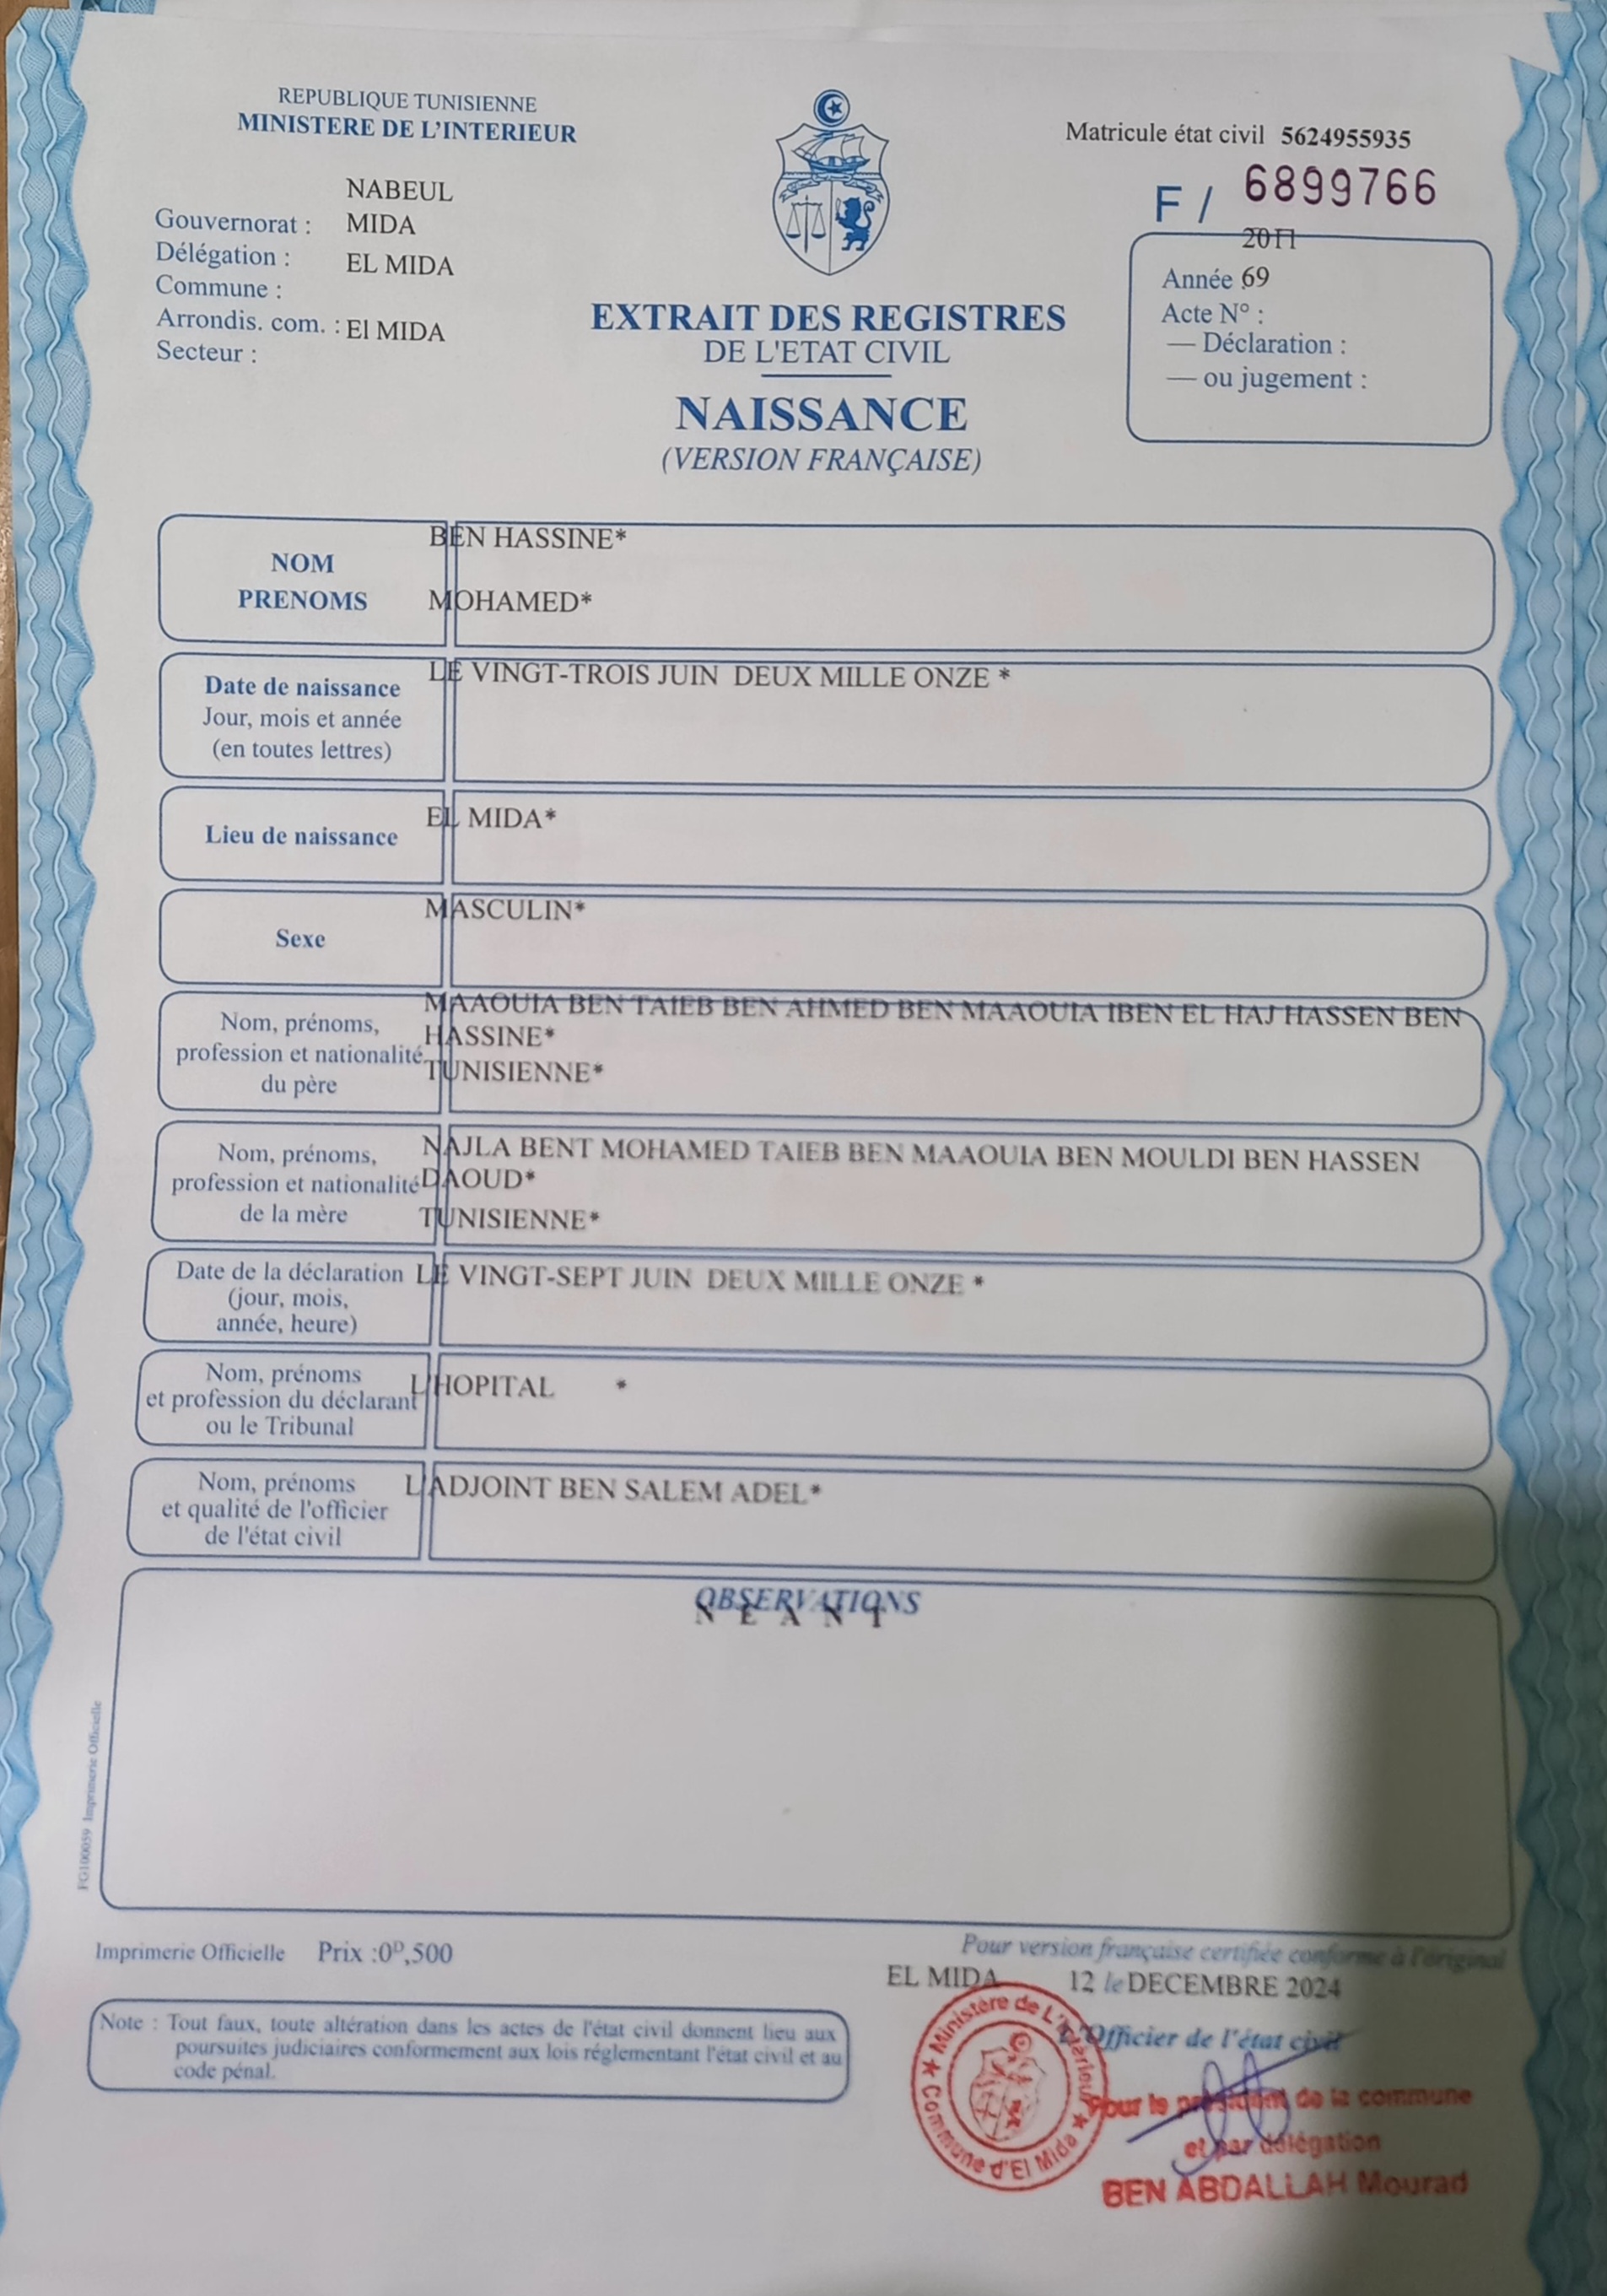 REPUBLIQUE TUNISIENNE
MINISTERE DE L'INTERIEUR
Matricule état civil 5624955935
F / 6899766
NABEUL
Gouvernorat : MIDA
Délégation : EL MIDA
Commune :
Arrondis. com. : El MIDA
Secteur :
2011
Année 69
Acte N° :
— Déclaration :
— ou jugement :
EXTRAIT DES REGISTRES
DE L'ETAT CIVIL
NAISSANCE
(VERSION FRANÇAISE)
NOM
PRENOMS
BEN HASSINE*
MOHAMED*
Date de naissance
Jour, mois et année
(en toutes lettres)
LE VINGT-TROIS JUIN DEUX MILLE ONZE *
Lieu de naissance
EL MIDA*
Sexe
MASCULIN*
Nom, prénoms,
profession et nationalité
du père
MAAOUIA BEN TAIEB BEN AHMED BEN MAAOUIA IBEN EL HAJ HASSEN BEN
HASSINE*
TUNISIENNE*
Nom, prénoms,
profession et nationalité
de la mère
NAJLA BENT MOHAMED TAIEB BEN MAAOUIA BEN MOULDI BEN HASSEN
DAOUD*
TUNISIENNE*
Date de la déclaration
(jour, mois,
année, heure)
LE VINGT-SEPT JUIN DEUX MILLE ONZE *
Nom, prénoms
et profession du déclarant
ou le Tribunal
L'HOPITAL *
Nom, prénoms
et qualité de l'officier
de l'état civil
L'ADJOINT BEN SALEM ADEL*
OBSERVATIONS
N E A N T
FG100059 Imprimerie Officielle
Imprimerie Officielle Prix :0ᴰ,500
Pour version française certifiée conforme à l'original
EL MIDA 12 le DECEMBRE 2024
Note : Tout faux, toute altération dans les actes de l'état civil donnent lieu aux
poursuites judiciaires conformement aux lois réglementant l'état civil et au
code pénal.
L'Officier de l'état civil
★ Ministère de L'Intérieur ★ Commune d'El Mida
Pour le président de la commune
et par délégation
BEN ABDALLAH Mourad